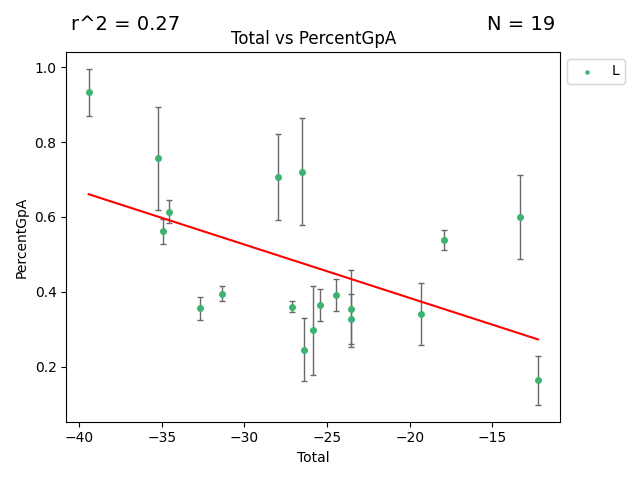 r^2 = 0.27
N = 19
Total vs PercentGpA
L
1.0
0.8
0.6
0.4
0.2
PercentGpA
−40
−35
−30
−25
−20
−15
Total